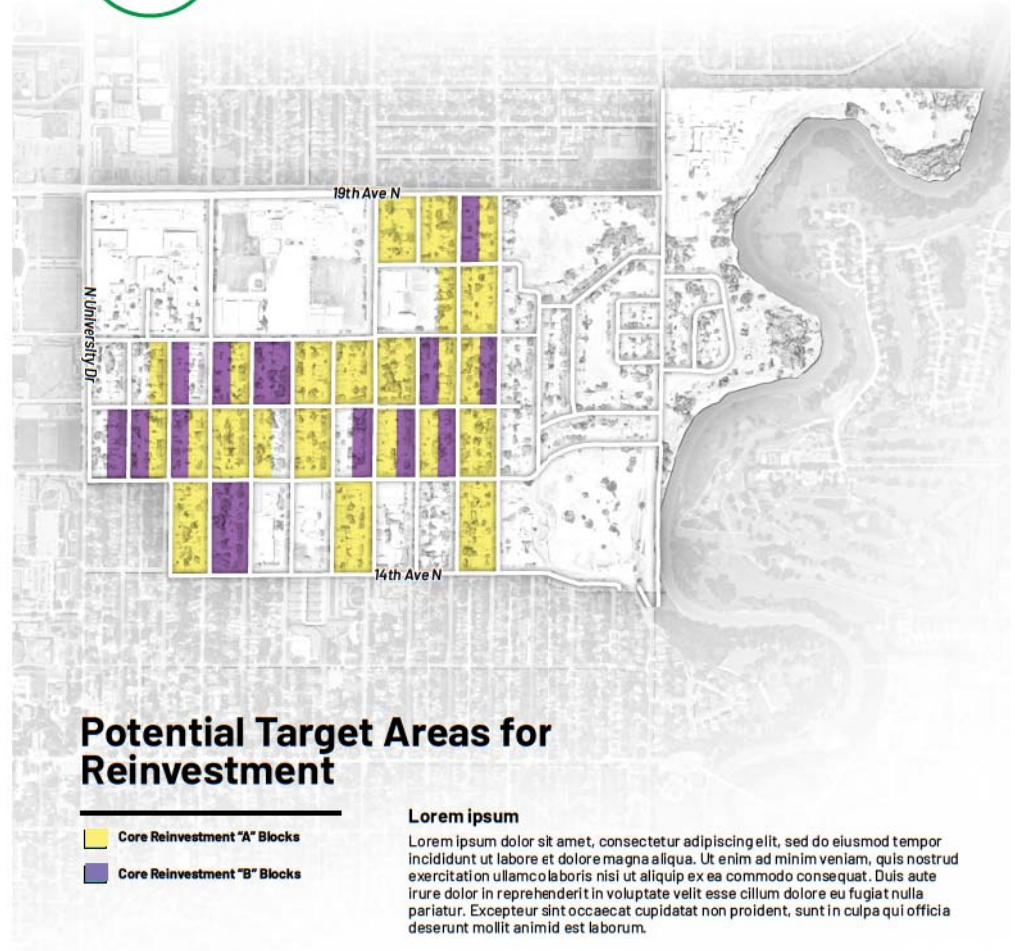 19th Ave N
N University Dr
14th Ave N
Potential Target Areas for
Reinvestment
Core Reinvestment "A" Blocks
Core Reinvestment "B" Blocks
Lorem ipsum
Lorem ipsum dolor sit amet, consectetur adipiscing elit, sed do eiusmod tempor
incididunt ut labore et dolore magna aliqua. Ut enim ad minim veniam, quis nostrud
exercitation ullamco laboris nisi ut aliquip ex ea commodo consequat. Duis aute
irure dolor in reprehenderit in voluptate velit esse cillum dolore eu fugiat nulla
pariatur. Excepteur sint occaecat cupidatat non proident, sunt in culpa qui officia
deserunt mollit anim id est laborum.